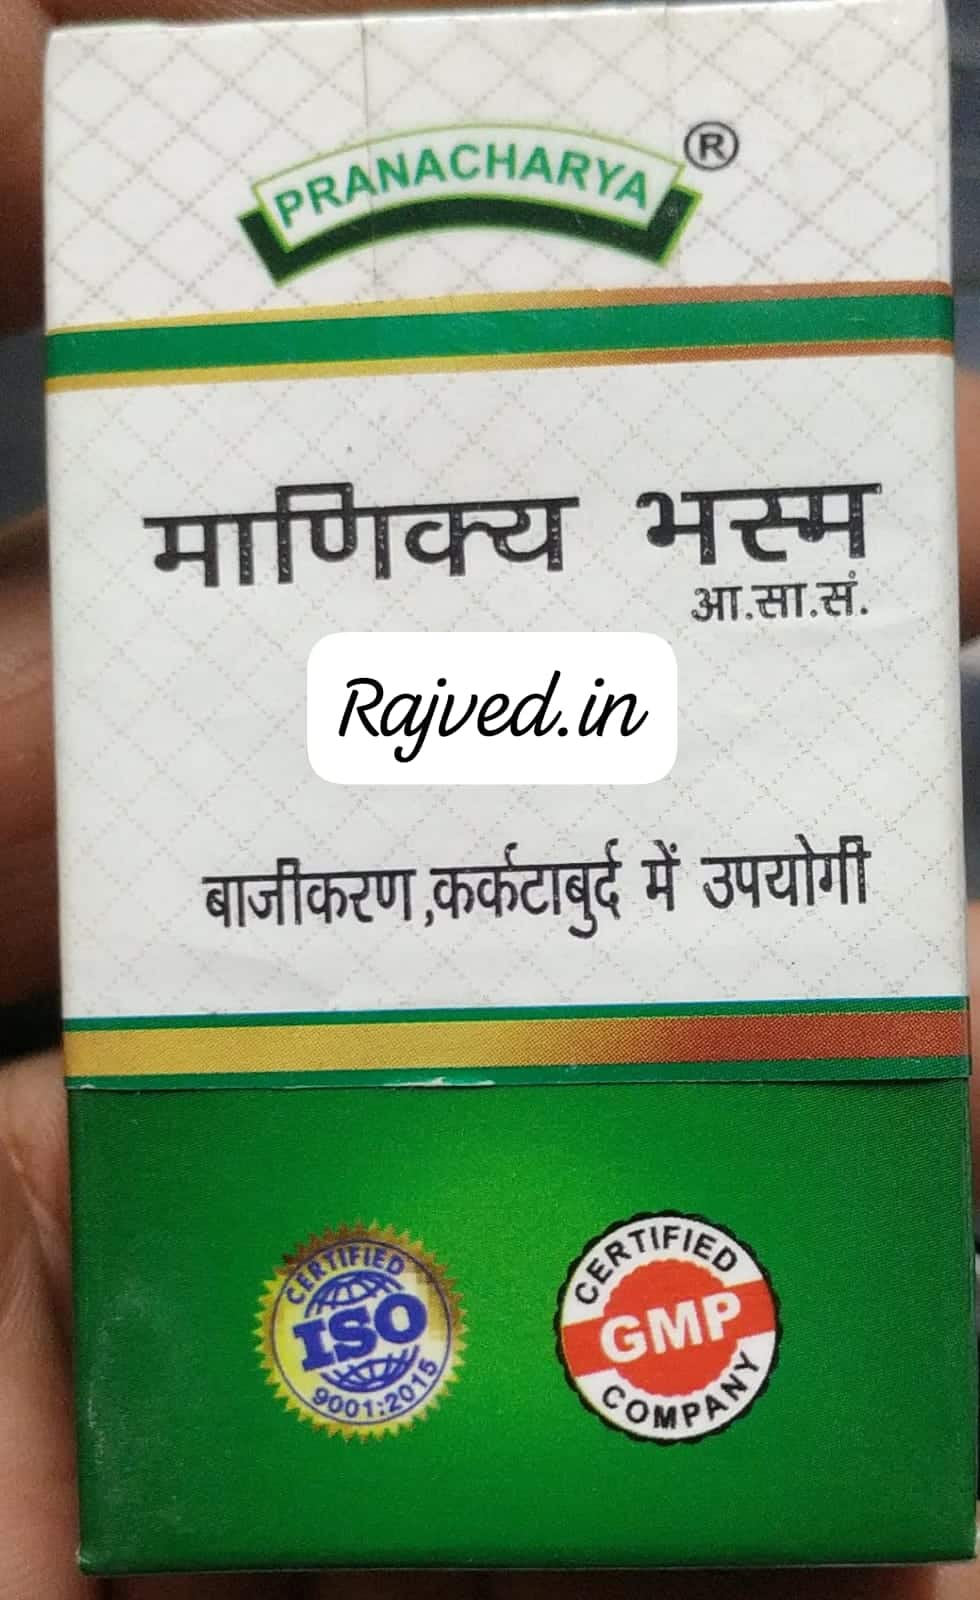 PRANACHARYA ®
माणिक्य भस्म
आ.सा.सं.
Rajved.in
बाजीकरण,कर्कटाबुर्द में उपयोगी
CERTIFIED
ISO
9001:2015
CERTIFIED
GMP
COMPANY